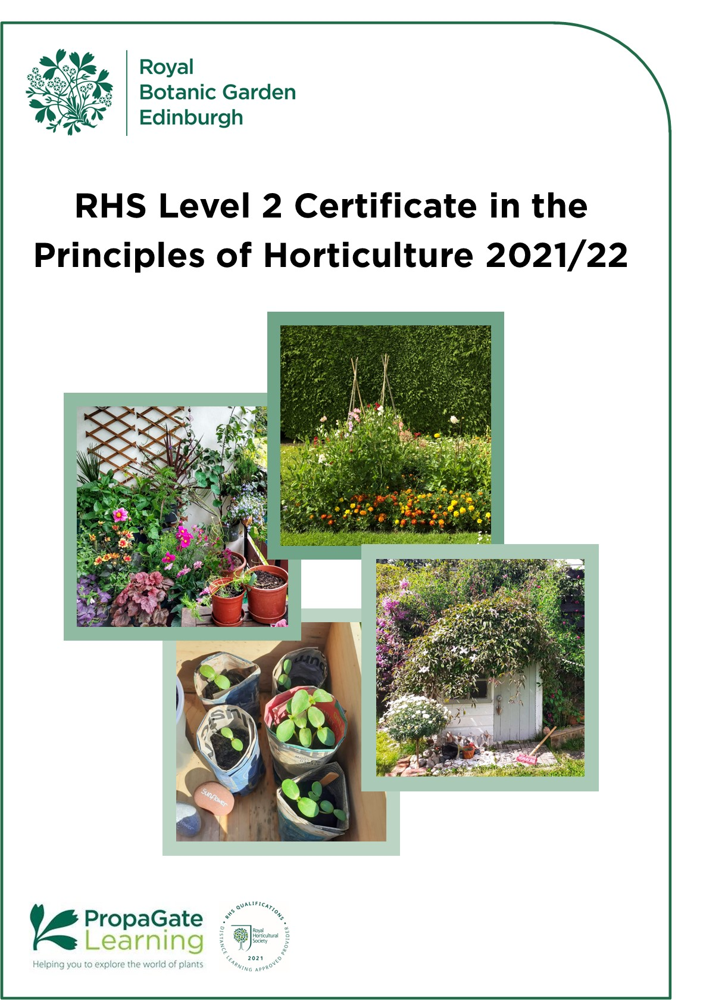 Royal
Botanic Garden
Edinburgh
RHS Level 2 Certificate in the
Principles of Horticulture 2021/22
Sunflower
PropaGate
Learning
Helping you to explore the world of plants
• RHS QUALIFICATIONS •
Royal
Horticultural
Society
2021
DISTANCE LEARNING APPROVED PROVIDER